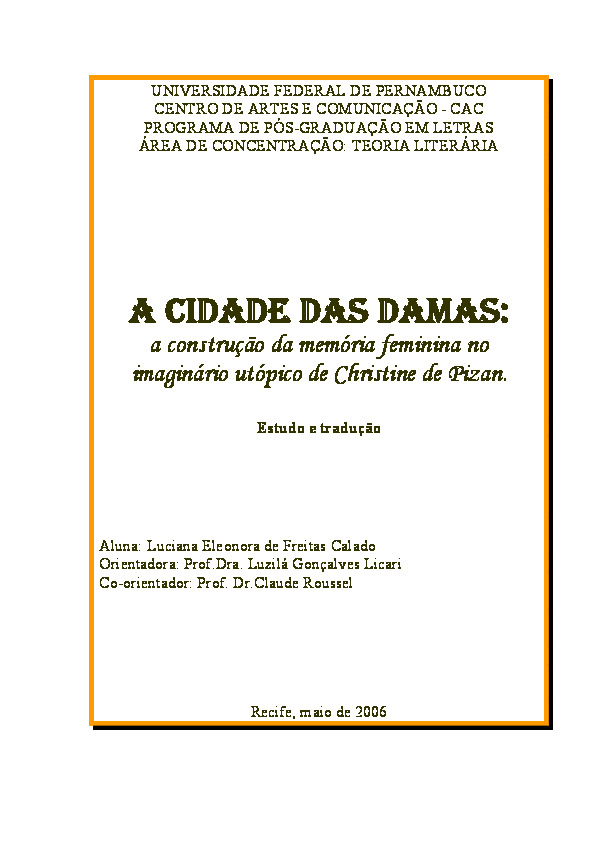 UNIVERSIDADE FEDERAL DE PERNAMBUCO
CENTRO DE ARTES E COMUNICAÇÃO - CAC
PROGRAMA DE PÓS-GRADUAÇÃO EM LETRAS
ÁREA DE CONCENTRAÇÃO: TEORIA LITERÁRIA
A CIDADE DAS DAMAS:
a construção da memória feminina no
imaginário utópico de Christine de Pizan.
Estudo e tradução
Aluna: Luciana Eleonora de Freitas Calado
Orientadora: Prof.Dra. Luzilá Gonçalves Licari
Co-orientador: Prof. Dr.Claude Roussel
Recife, maio de 2006